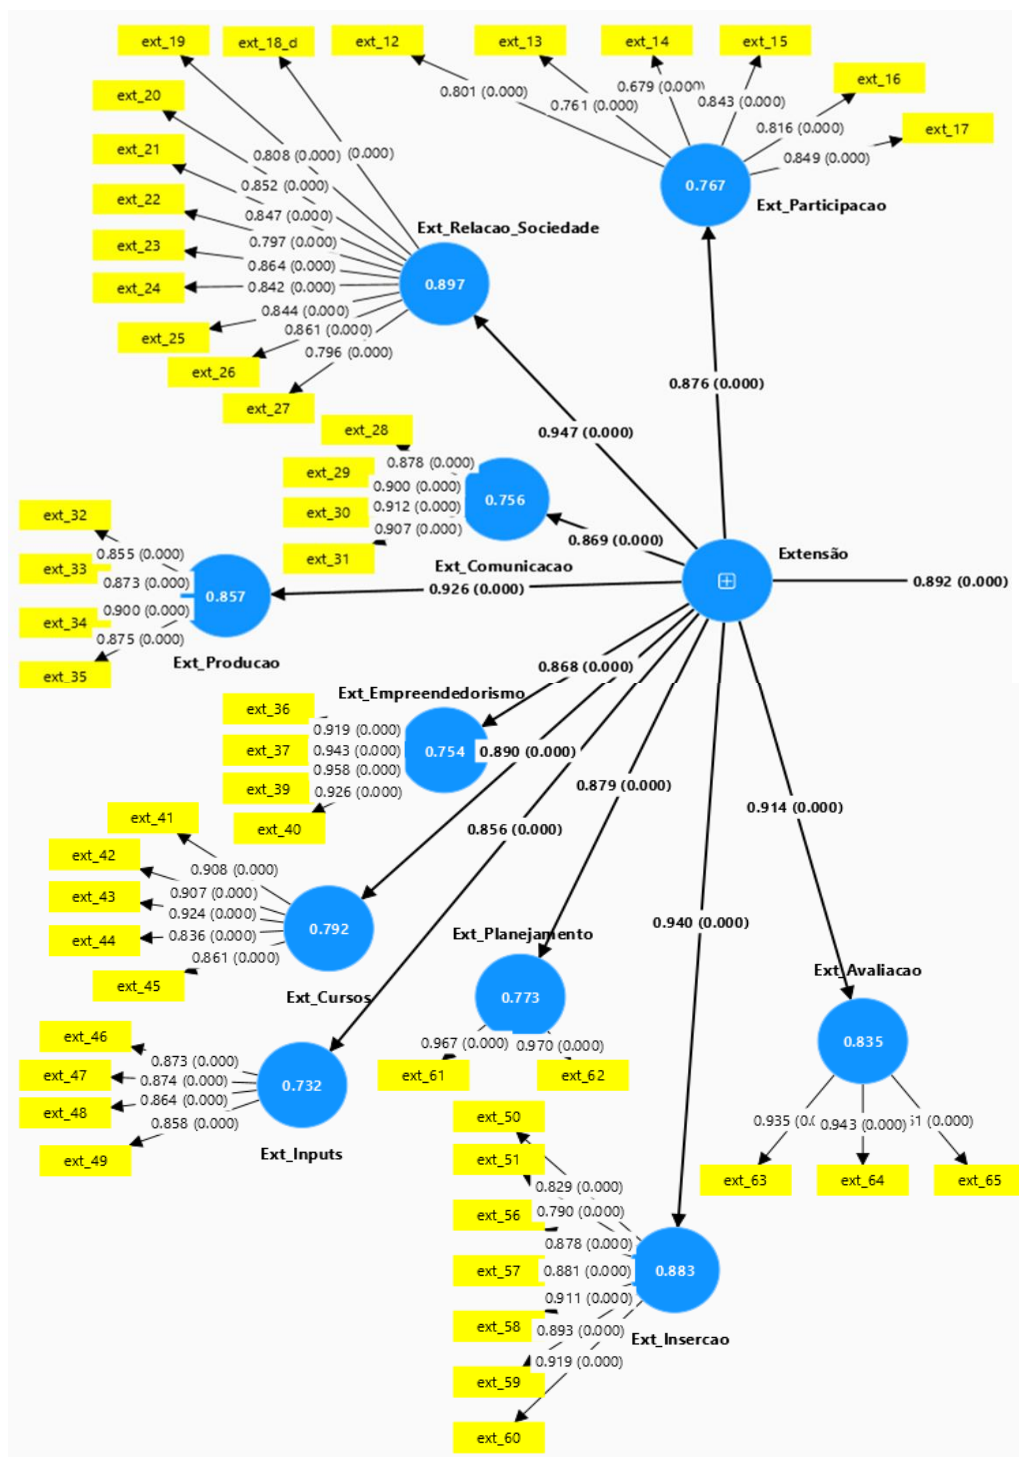 ext_19
ext_18_d
ext_12
ext_13
ext_14
ext_15
ext_16
ext_17
0.801 (0.000)
0.761 (0.000)
0.679 (0.000)
0.843 (0.000)
0.816 (0.000)
0.849 (0.000)
0.767
Ext_Participacao
ext_20
ext_21
ext_22
ext_23
ext_24
ext_25
ext_26
ext_27
0.808 (0.000)
(0.000)
0.852 (0.000)
0.847 (0.000)
0.797 (0.000)
0.864 (0.000)
0.842 (0.000)
0.844 (0.000)
0.861 (0.000)
0.796 (0.000)
Ext_Relacao_Sociedade
0.897
0.876 (0.000)
0.947 (0.000)
ext_28
ext_29
ext_30
ext_31
0.878 (0.000)
0.900 (0.000)
0.912 (0.000)
0.907 (0.000)
0.756
Ext_Comunicacao
0.869 (0.000)
Extensão
0.892 (0.000)
0.926 (0.000)
ext_32
ext_33
ext_34
ext_35
0.855 (0.000)
0.873 (0.000)
0.900 (0.000)
0.875 (0.000)
0.857
Ext_Producao
0.868 (0.000)
Ext_Empreendedorismo
ext_36
ext_37
ext_39
ext_40
0.919 (0.000)
0.943 (0.000)
0.958 (0.000)
0.926 (0.000)
0.754
0.890 (0.000)
0.879 (0.000)
0.856 (0.000)
0.914 (0.000)
0.940 (0.000)
ext_41
ext_42
ext_43
ext_44
ext_45
0.908 (0.000)
0.907 (0.000)
0.924 (0.000)
0.836 (0.000)
0.861 (0.000)
0.792
Ext_Cursos
Ext_Planejamento
0.773
0.967 (0.000)
0.970 (0.000)
ext_61
ext_62
Ext_Avaliacao
0.835
0.935 (0.0
0.943 (0.000)
51 (0.000)
ext_63
ext_64
ext_65
ext_46
ext_47
ext_48
ext_49
0.873 (0.000)
0.874 (0.000)
0.864 (0.000)
0.858 (0.000)
0.732
Ext_Inputs
ext_50
ext_51
ext_56
ext_57
ext_58
ext_59
ext_60
0.829 (0.000)
0.790 (0.000)
0.878 (0.000)
0.881 (0.000)
0.911 (0.000)
0.893 (0.000)
0.919 (0.000)
0.883
Ext_Insercao